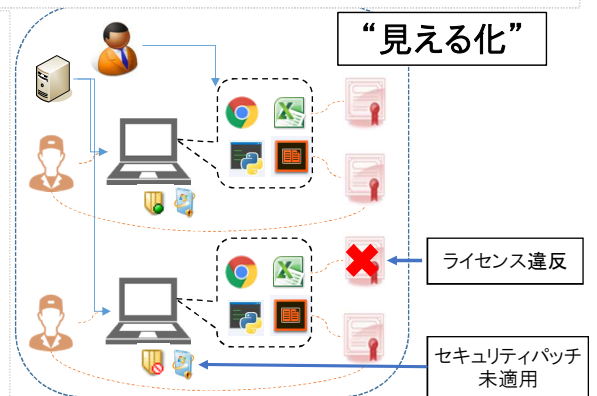 “見える化”
ライセンス違反
セキュリティパッチ
未適用